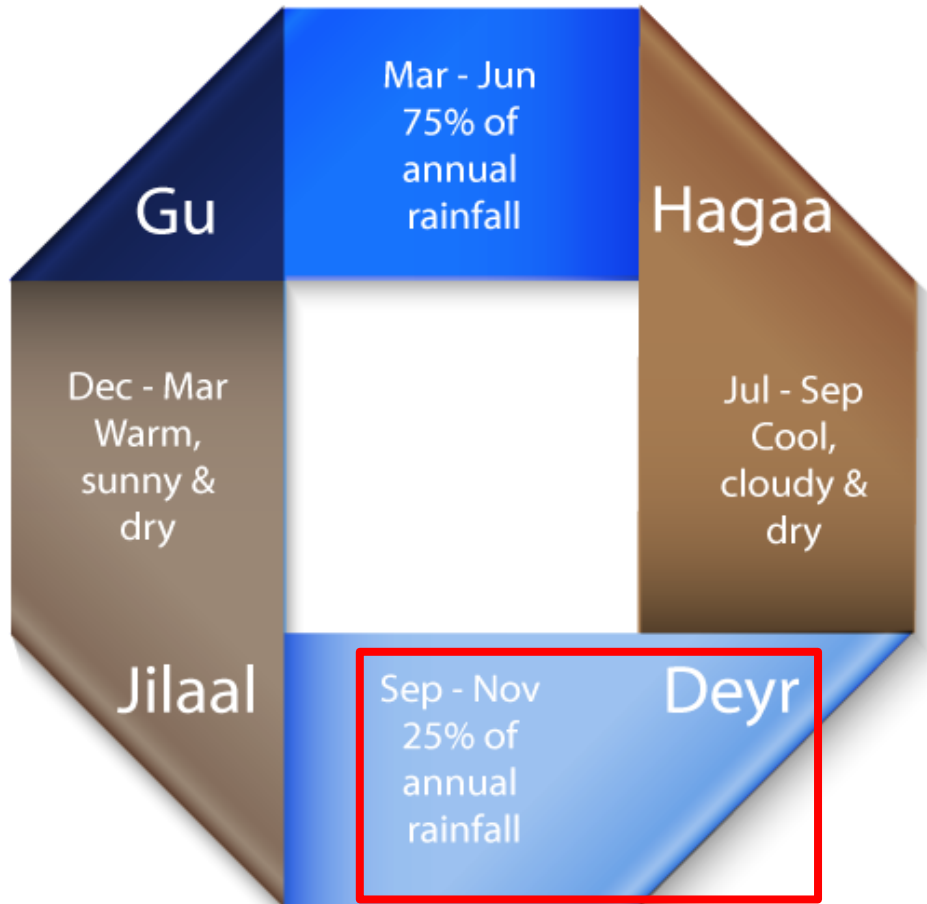 Gu
Mar - Jun
75% of
annual
rainfall
Hagaa
Jul - Sep
Cool,
cloudy &
dry
Deyr
Sep - Nov
25% of
annual
rainfall
Jilaal
Dec - Mar
Warm,
sunny &
dry